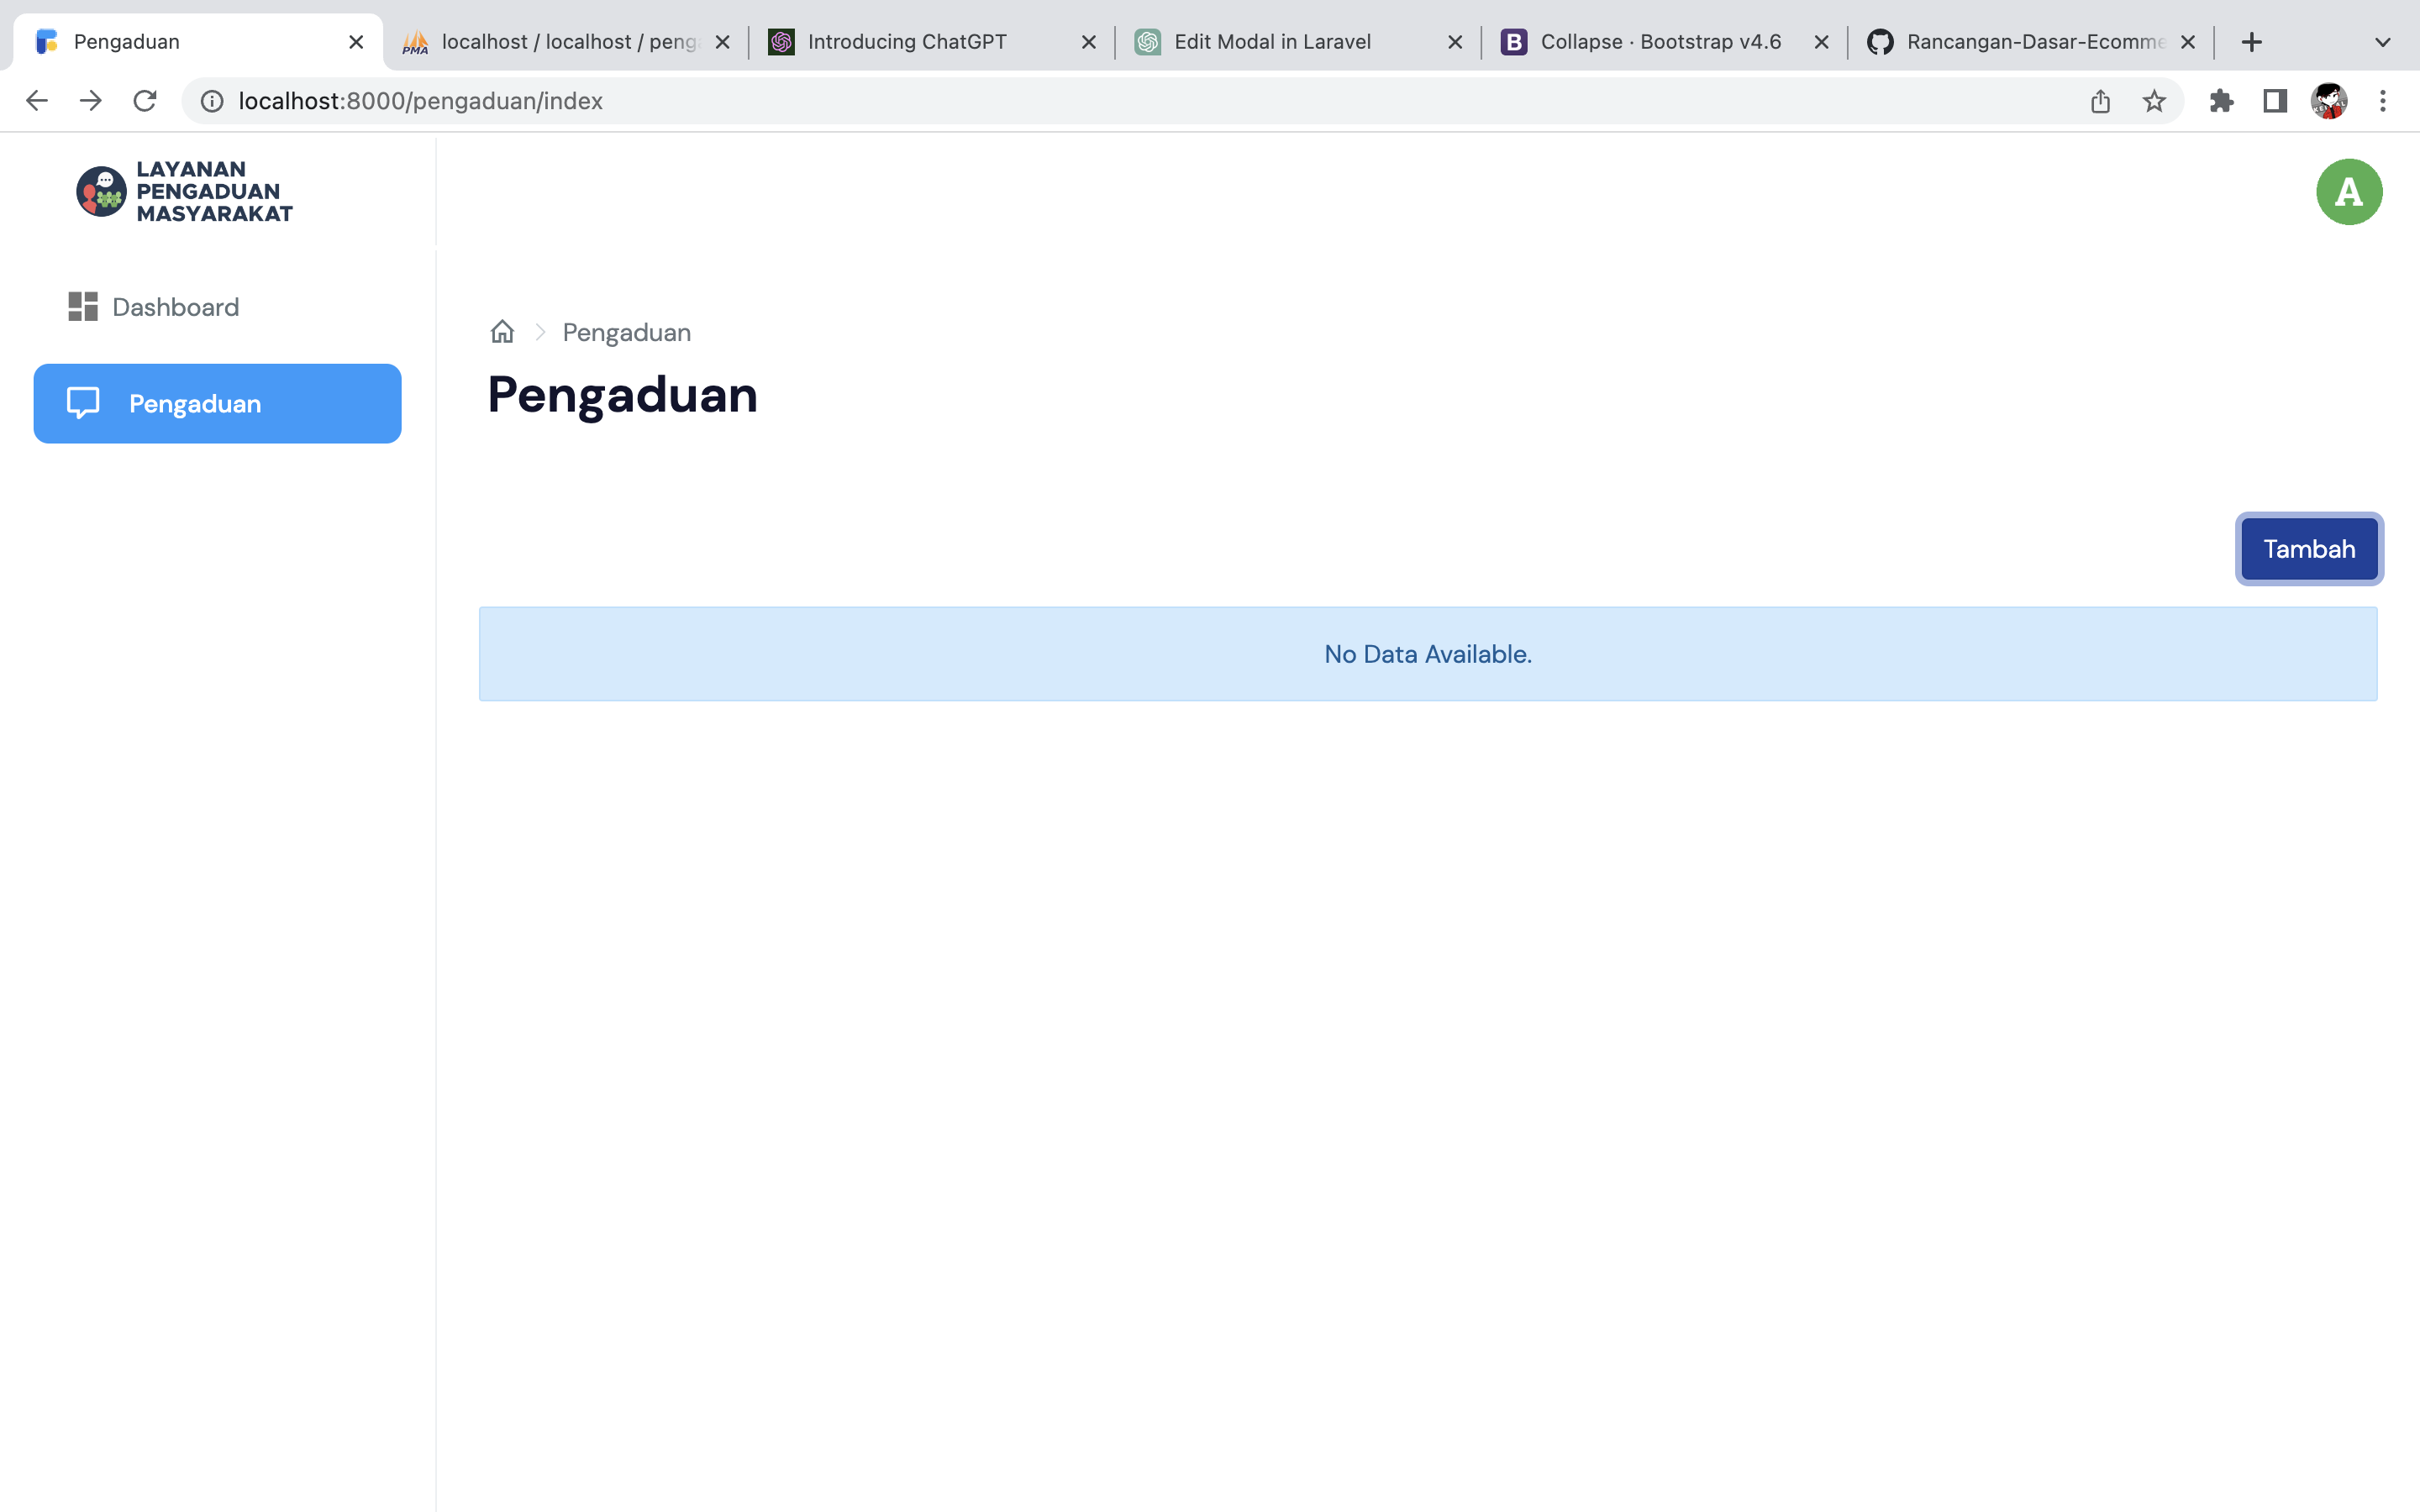 Pengaduan
PMA
localhost / localhost / peng
Introducing ChatGPT
Edit Modal in Laravel
B
Collapse · Bootstrap v4.6
Rancangan-Dasar-Ecomme
localhost:8000/pengaduan/index
LAYANAN
PENGADUAN
MASYARAKAT
A
Dashboard
Pengaduan
Pengaduan
Pengaduan
Tambah
No Data Available.